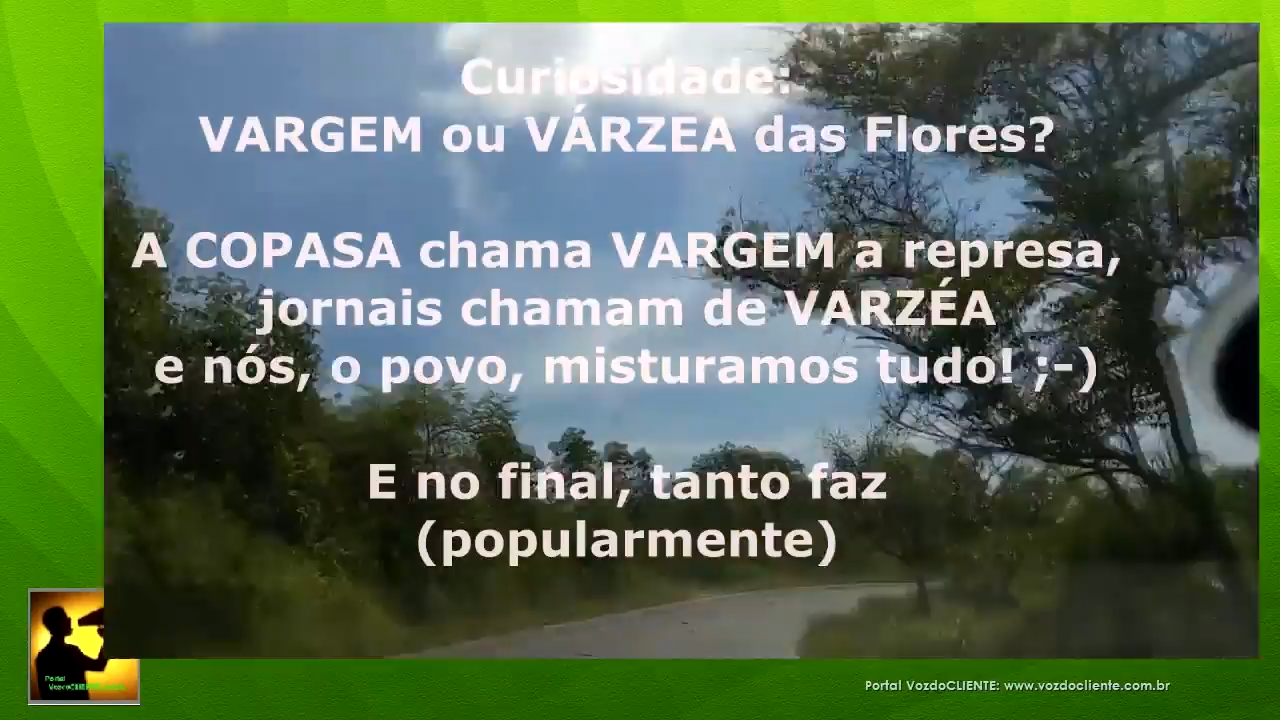 Curiosidade:
VARGEM ou VÁRZEA das Flores?
A COPASA chama VARGEM a represa,
jornais chamam de VARZÉA
e nós, o povo, misturamos tudo! ;-)
E no final, tanto faz
(popularmente)
Portal
Portal VozdoCLIENTE: www.vozdocliente.com.br